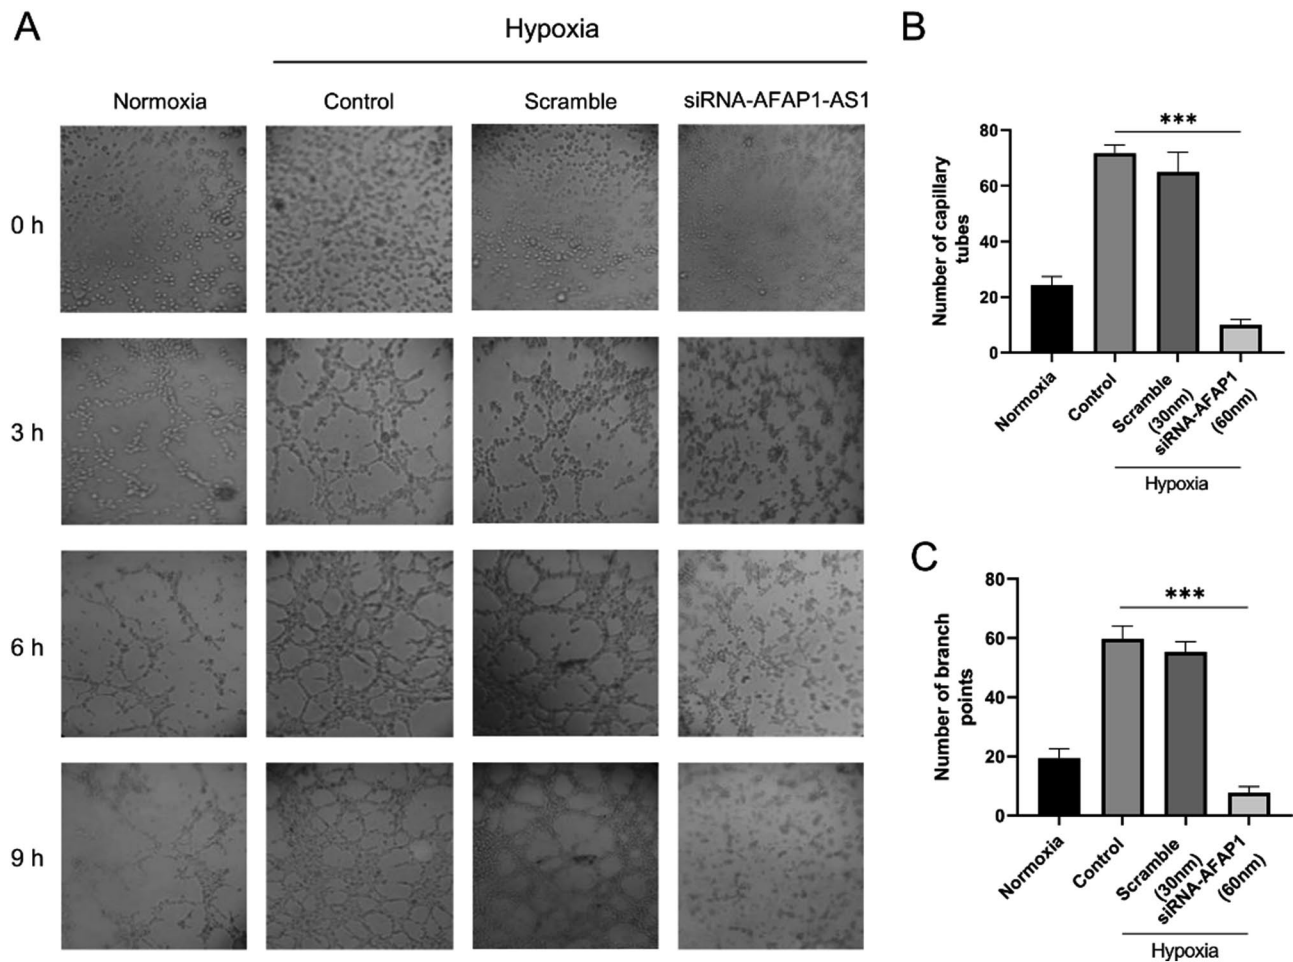 A
Hypoxia
Normoxia
Control
Scramble
siRNA-AFAP1-AS1
0 h
3 h
6 h
9 h
B
***
Number of capillary
tubes
80
60
40
20
0
Normoxia
Control
Scramble
(30nm)
siRNA-AFAP1
(60nm)
Hypoxia
C
***
Number of branch
points
80
60
40
20
0
Normoxia
Control
Scramble
(30nm)
siRNA-AFAP1
(60nm)
Hypoxia